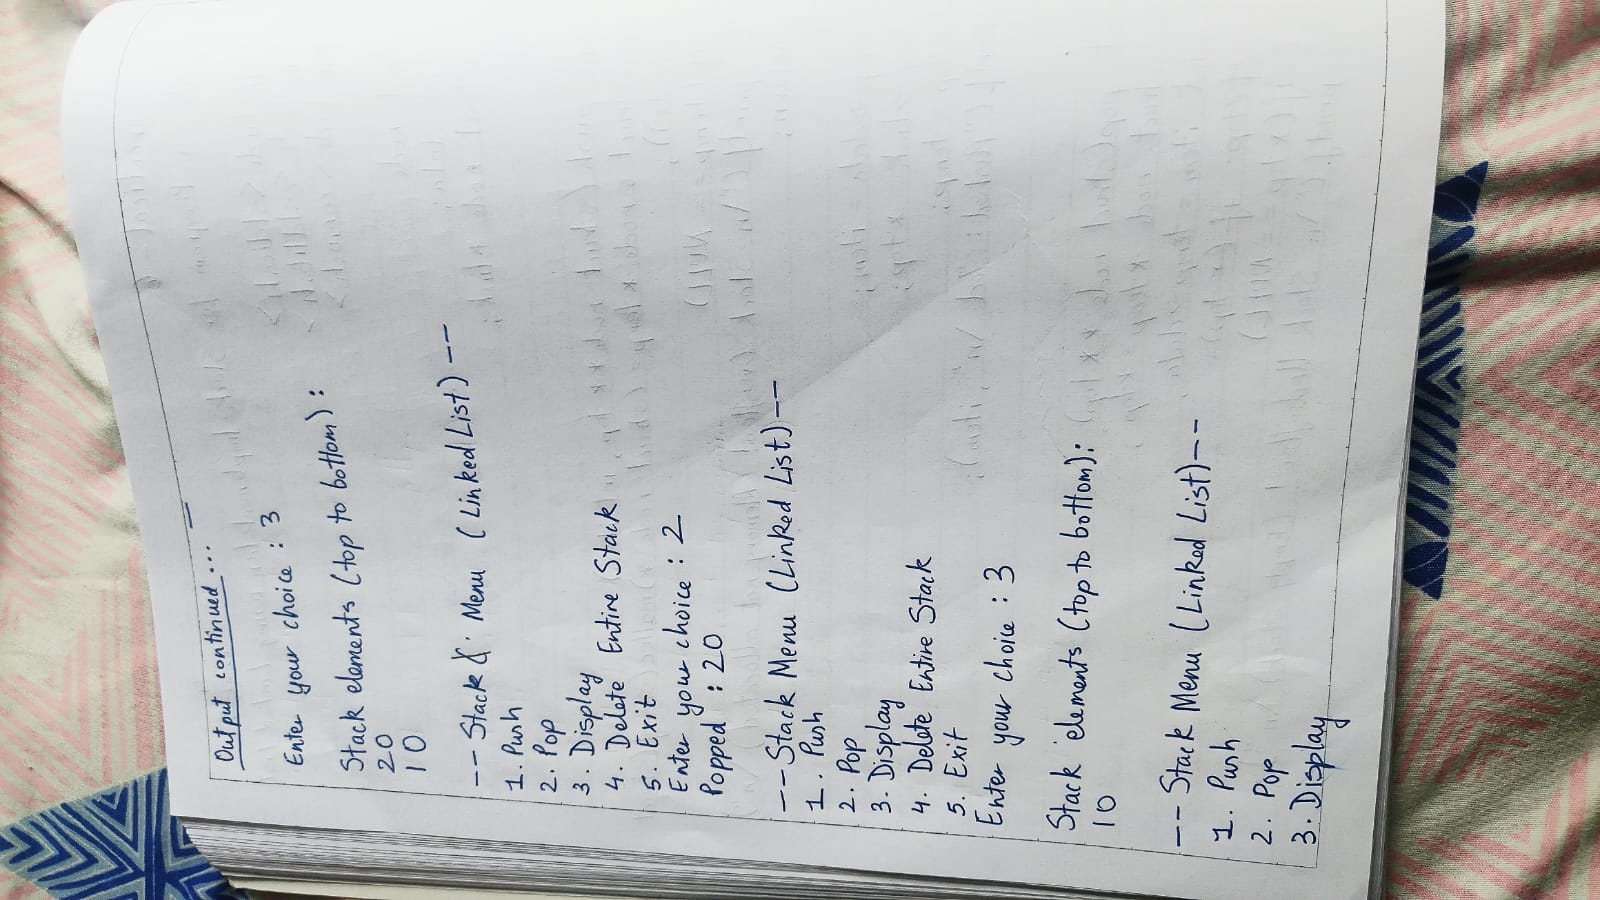 Output continued...
Enter your choice : 3
Stack elements (top to bottom) :
20
10
-- Stack Menu (Linked List) --
1. Push
2. Pop
3. Display
4. Delete Entire Stack
5. Exit
Enter your choice : 2
Popped : 20
-- Stack Menu (Linked List) --
1. Push
2. Pop
3. Display
4. Delete Entire Stack
5. Exit
Enter your choice : 3
Stack elements (top to bottom):
10
-- Stack Menu (Linked List) --
1. Push
2. Pop
3. Display